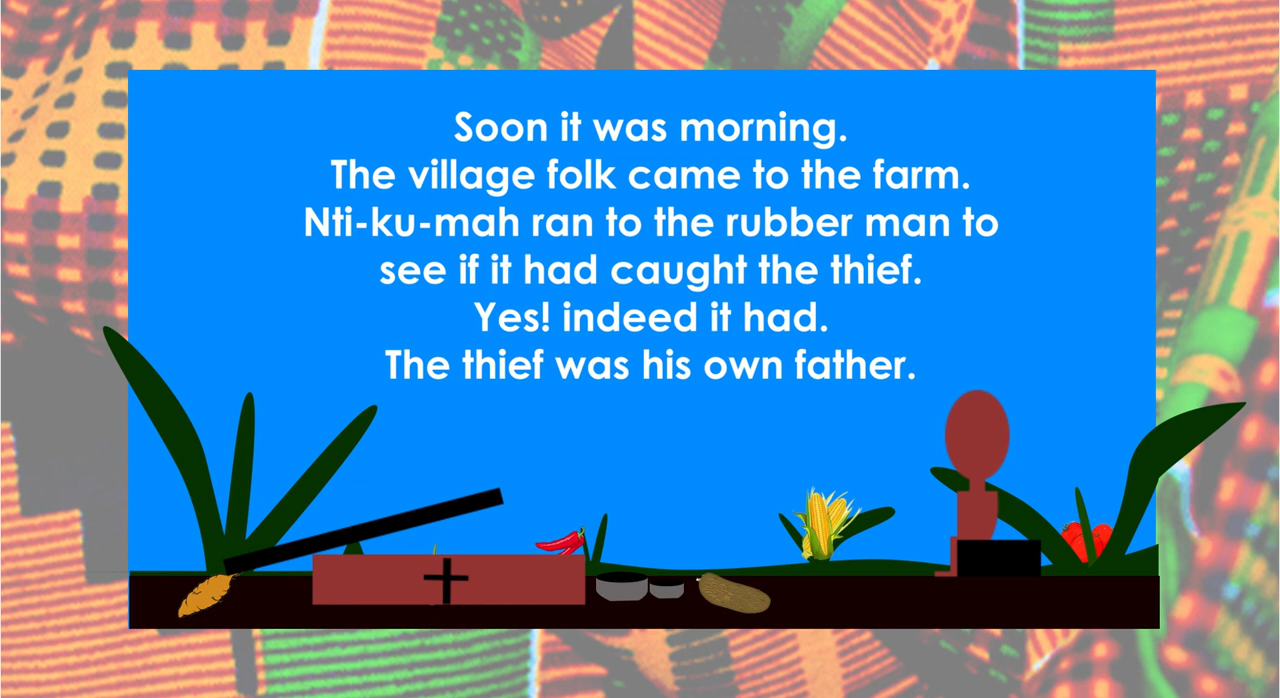 Soon it was morning.
The village folk came to the farm.
Nti-ku-mah ran to the rubber man to
see if it had caught the thief.
Yes! indeed it had.
The thief was his own father.